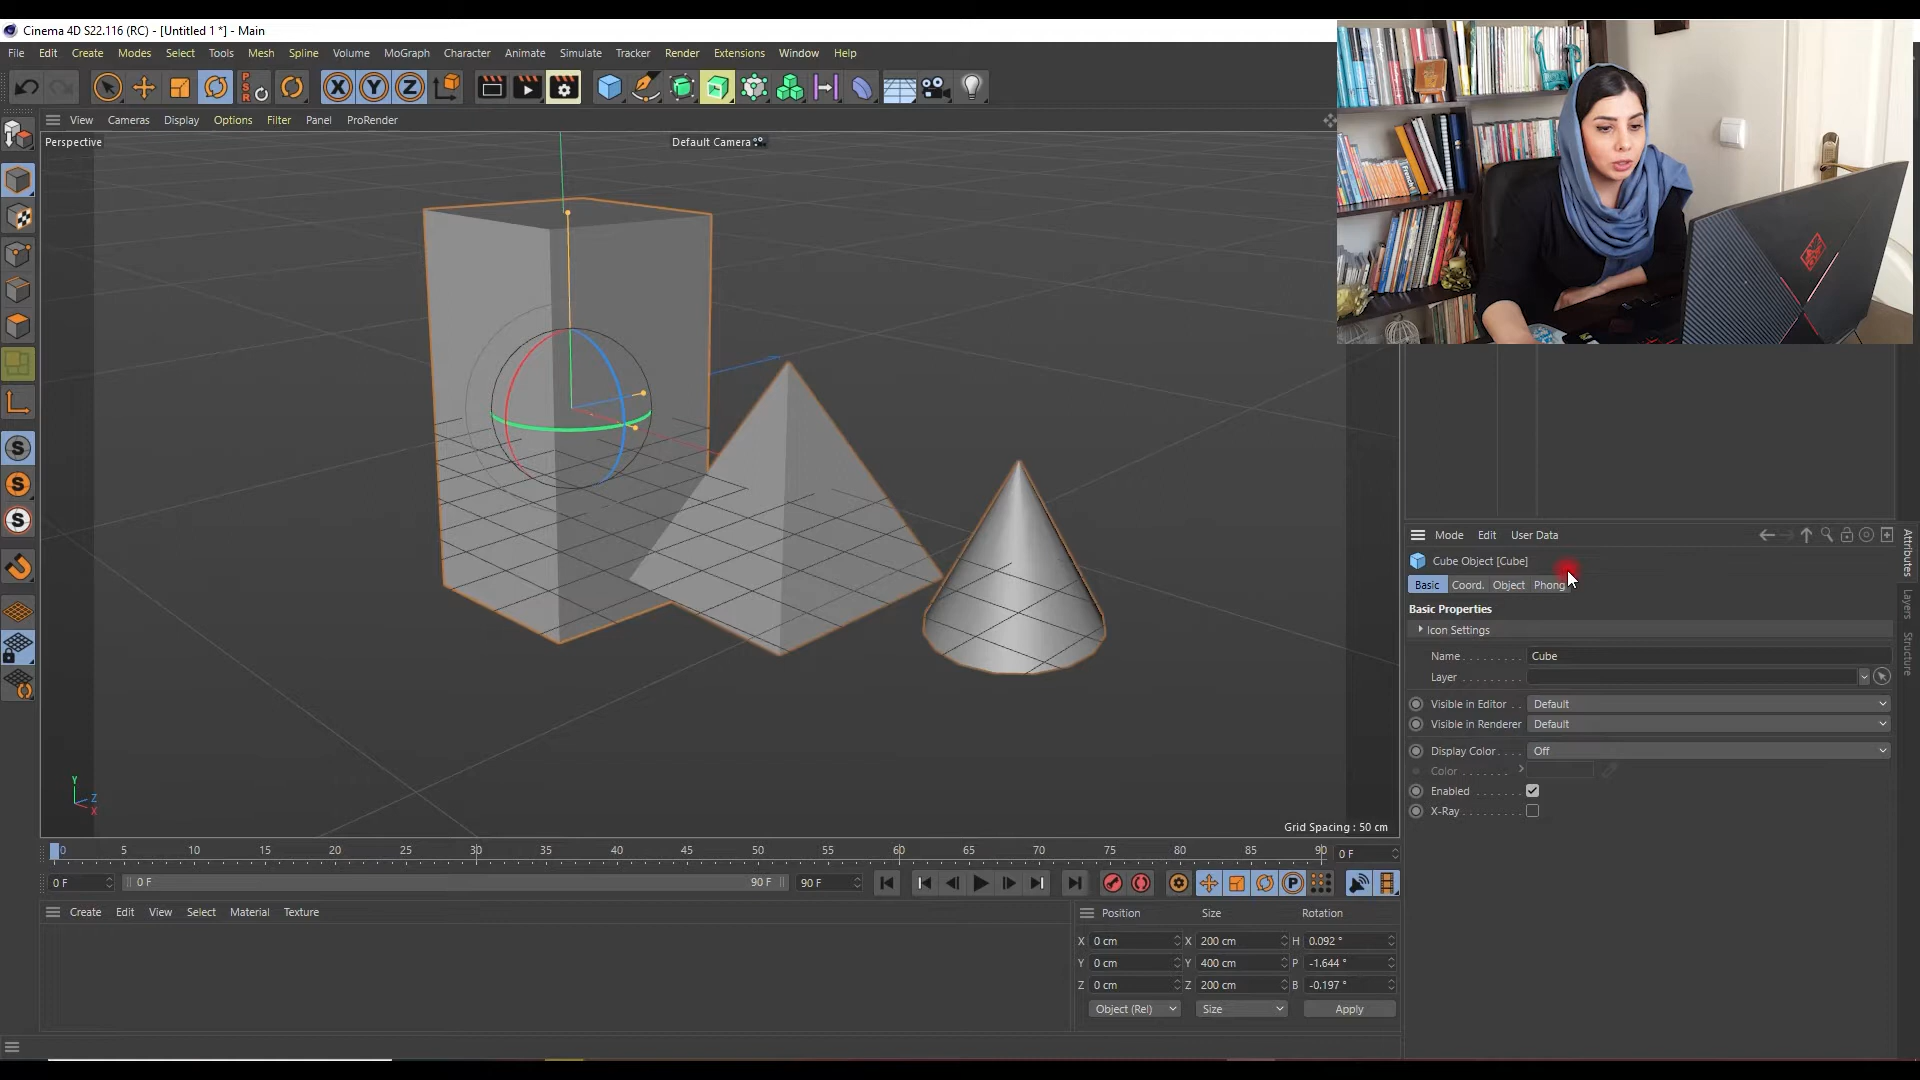 Cinema 4D S22.116 (RC) - [Untitled 1 *] - Main
File Edit Create Modes Select Tools Mesh Spline Volume MoGraph Character Animate Simulate Tracker Render Extensions Window Help
P
S
R
X Y Z
View Cameras Display Options Filter Panel ProRender
Perspective
Default Camera
S
S
S
Y
Z
X
Grid Spacing : 50 cm
Mode Edit User Data
Cube Object [Cube]
Basic Coord. Object Phong
Basic Properties
Icon Settings
Name . . . . . . . . . Cube
Layer . . . . . . . . .
Visible in Editor . . Default
Visible in Renderer Default
Display Color . . . . Off
Color . . . . . . .
Enabled . . . . . . .
X-Ray . . . . . . . . .
Attributes
Layers
Structure
0 5 10 15 20 25 30 35 40 45 50 55 60 65 70 75 80 85 90 0 F
0 F 0 F 90 F 90 F P
Create Edit View Select Material Texture
Position Size Rotation
X 0 cm X 200 cm H 0.092 °
Y 0 cm Y 400 cm P -1.644 °
Z 0 cm Z 200 cm B -0.197 °
Object (Rel) Size Apply